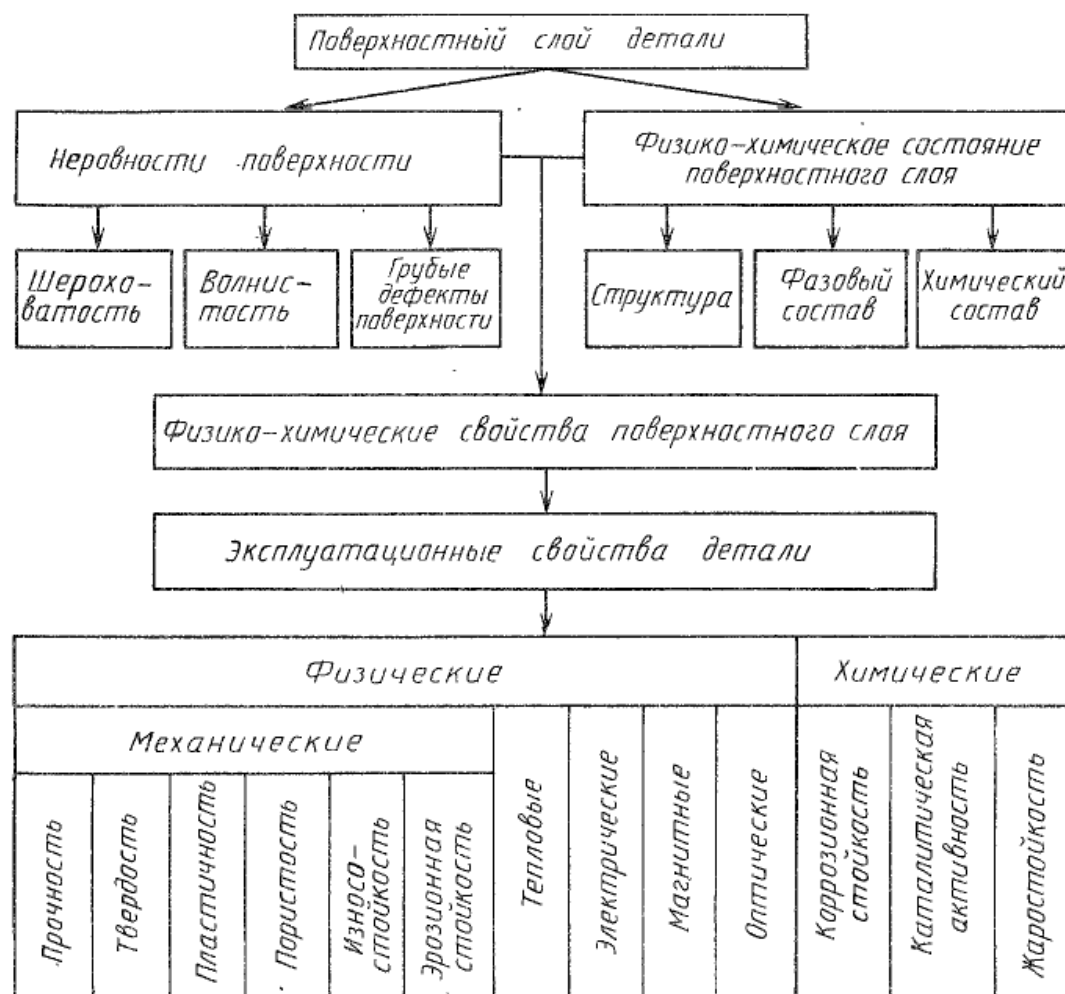 Поверхностный слой детали
Неровности поверхности
Физико-химическое состояние
поверхностного слоя
Шерохо-
ватость
Волнис-
тость
Грубые
дефекты
поверхности
Структура
Фазовый
состав
Химический
состав
Физико-химические свойства поверхностного слоя
Эксплуатационные свойства детали
Физические
Химические
Механические
Прочность
Твердость
Пластичность
Пористость
Износо-
стойкость
Эрозионная
стойкость
Тепловые
Электрические
Магнитные
Оптические
Коррозионная
стойкость
Каталитическая
активность
Жаростойкость